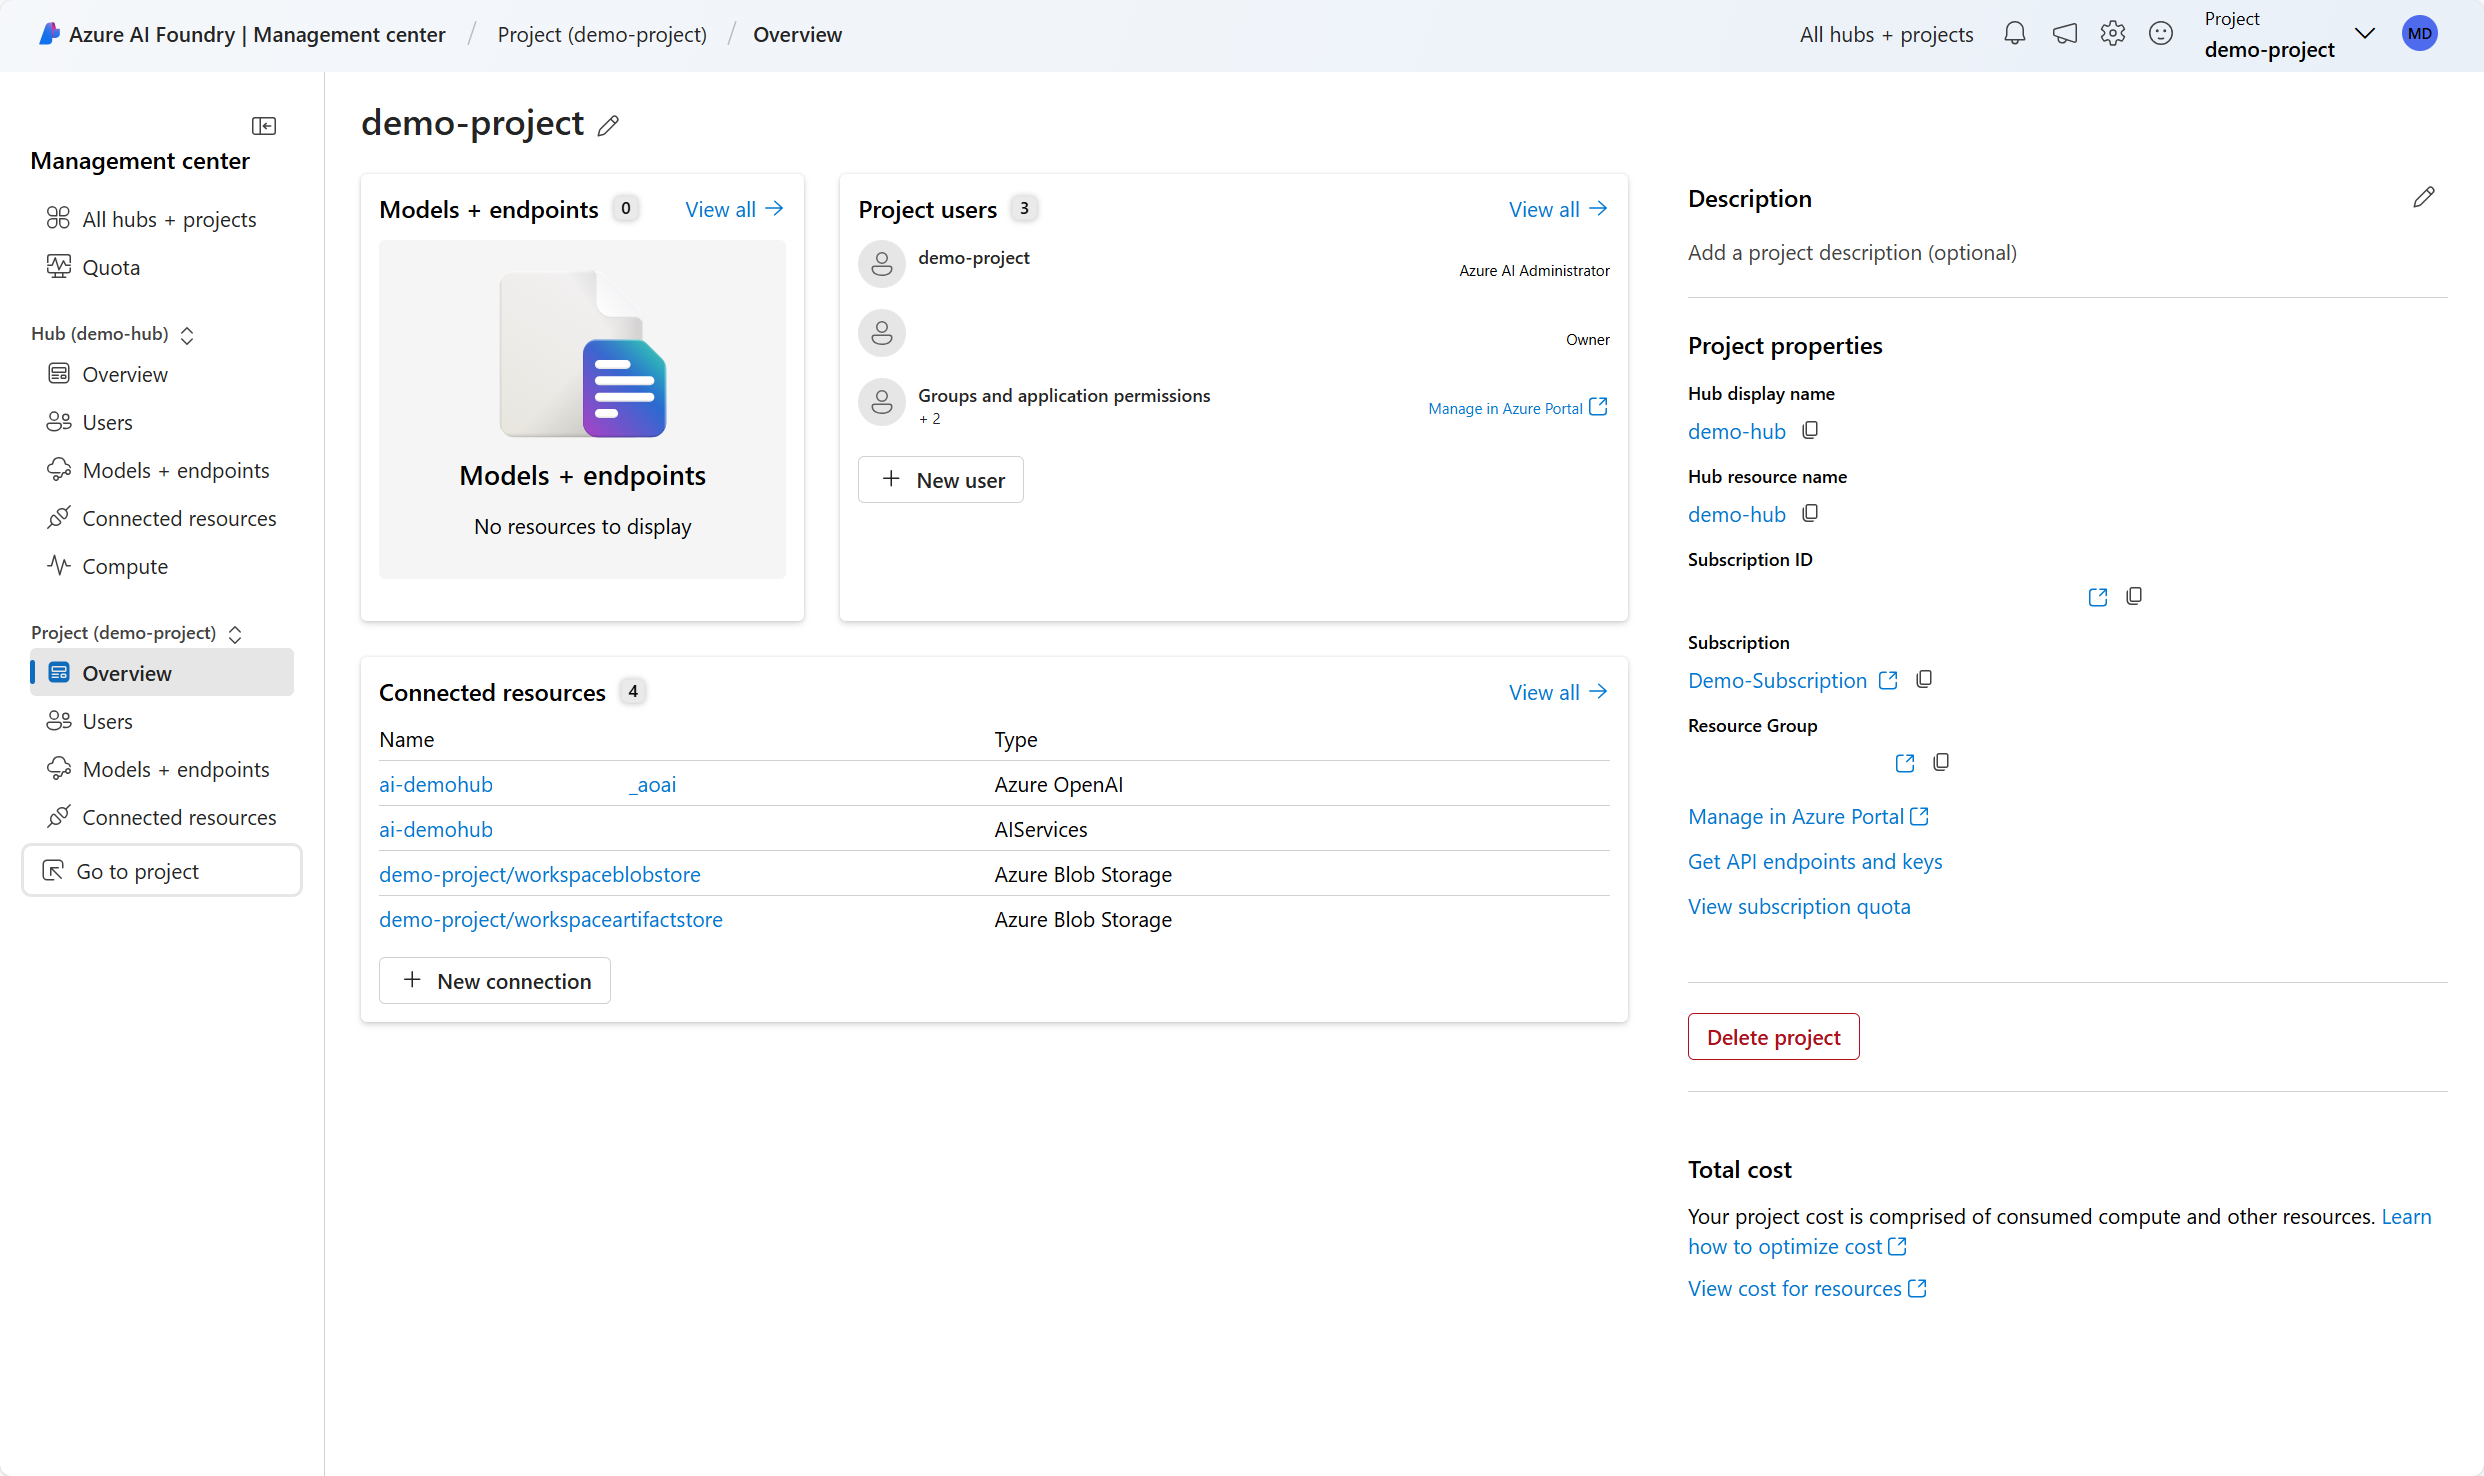 Azure AI Foundry | Management center / Project (demo-project) / Overview
All hubs + projects
Project
demo-project
MD
Management center
All hubs + projects
Quota
Hub (demo-hub)
Overview
Users
Models + endpoints
Connected resources
Compute
Project (demo-project)
Overview
Users
Models + endpoints
Connected resources
Go to project
demo-project
Models + endpoints 0 View all
Models + endpoints
No resources to display
Project users 3 View all
demo-project
Azure AI Administrator
Owner
Groups and application permissions
+ 2
Manage in Azure Portal
New user
Connected resources 4 View all
Name Type
ai-demohub _aoai Azure OpenAI
ai-demohub AIServices
demo-project/workspaceblobstore Azure Blob Storage
demo-project/workspaceartifactstore Azure Blob Storage
New connection
Description
Add a project description (optional)
Project properties
Hub display name
demo-hub
Hub resource name
demo-hub
Subscription ID
Subscription
Demo-Subscription
Resource Group
Manage in Azure Portal
Get API endpoints and keys
View subscription quota
Delete project
Total cost
Your project cost is comprised of consumed compute and other resources. Learn
how to optimize cost
View cost for resources